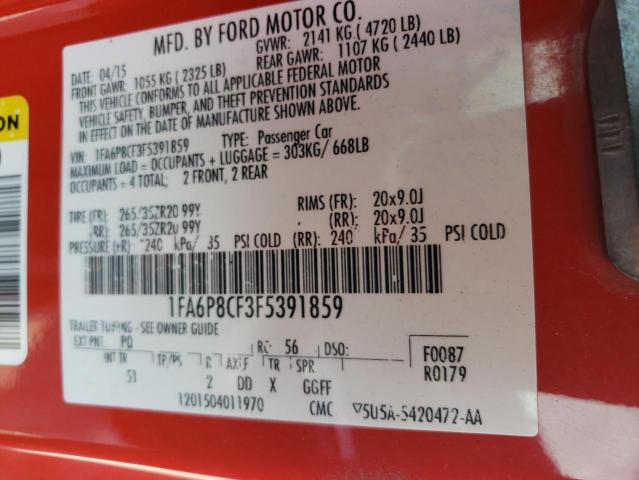 MFD. BY FORD MOTOR CO.
DATE: 04/15 GVWR: 2141 KG ( 4720 LB)
FRONT GAWR: 1055 KG ( 2325 LB) REAR GAWR: 1107 KG ( 2440 LB)
THIS VEHICLE CONFORMS TO ALL APPLICABLE FEDERAL MOTOR
VEHICLE SAFETY, BUMPER, AND THEFT PREVENTION STANDARDS
IN EFFECT ON THE DATE OF MANUFACTURE SHOWN ABOVE.
VIN: 1FA6P8CF3F5391859 TYPE: Passenger Car
MAXIMUM LOAD = OCCUPANTS + LUGGAGE = 303KG/ 668LB
OCCUPANTS = 4 TOTAL; 2 FRONT, 2 REAR
TIRE (FR): 265/35ZR20 99Y RIMS (FR): 20x9.0J
(RR): 265/35ZR20 99Y (RR): 20x9.0J
PRESSURE (FR) 240 kPa/ 35 PSI COLD (RR): 240 kPa/ 35 PSI COLD
1FA6P8CF3F5391859
TRAILER TOWING - SEE OWNER GUIDE
EXT PNT: PQ RC: 56 DSO: F0087
INT TR TP/PS R AXLE TR SPR R0179
51 2 DD X GGFF
1201504011970 CMC ▽5U5A-5420472-AA
ON